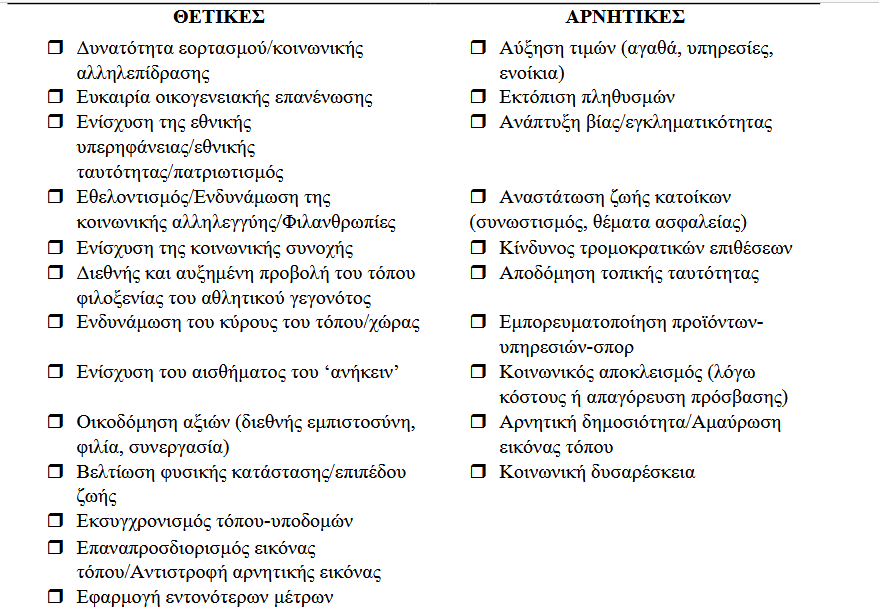 ΘΕΤΙΚΕΣ
ΑΡΝΗΤΙΚΕΣ
❒ Δυνατότητα εορτασμού/κοινωνικής
αλληλεπίδρασης
❒ Ευκαιρία οικογενειακής επανένωσης
❒ Ενίσχυση της εθνικής
υπερηφάνειας/εθνικής
ταυτότητας/πατριωτισμός
❒ Εθελοντισμός/Ενδυνάμωση της
κοινωνικής αλληλεγγύης/Φιλανθρωπίες
❒ Ενίσχυση της κοινωνικής συνοχής
❒ Διεθνής και αυξημένη προβολή του τόπου
φιλοξενίας του αθλητικού γεγονότος
❒ Ενδυνάμωση του κύρους του τόπου/χώρας
❒ Ενίσχυση του αισθήματος του ‘ανήκειν’
❒ Οικοδόμηση αξιών (διεθνής εμπιστοσύνη,
φιλία, συνεργασία)
❒ Βελτίωση φυσικής κατάστασης/επιπέδου
ζωής
❒ Εκσυγχρονισμός τόπου-υποδομών
❒ Επαναπροσδιορισμός εικόνας
τόπου/Αντιστροφή αρνητικής εικόνας
❒ Εφαρμογή εντονότερων μέτρων
❒ Αύξηση τιμών (αγαθά, υπηρεσίες,
ενοίκια)
❒ Εκτόπιση πληθυσμών
❒ Ανάπτυξη βίας/εγκληματικότητας
❒ Αναστάτωση ζωής κατοίκων
(συνωστισμός, θέματα ασφαλείας)
❒ Κίνδυνος τρομοκρατικών επιθέσεων
❒ Αποδόμηση τοπικής ταυτότητας
❒ Εμπορευματοποίηση προϊόντων-
υπηρεσιών-σπορ
❒ Κοινωνικός αποκλεισμός (λόγω
κόστους ή απαγόρευση πρόσβασης)
❒ Αρνητική δημοσιότητα/Αμαύρωση
εικόνας τόπου
❒ Κοινωνική δυσαρέσκεια